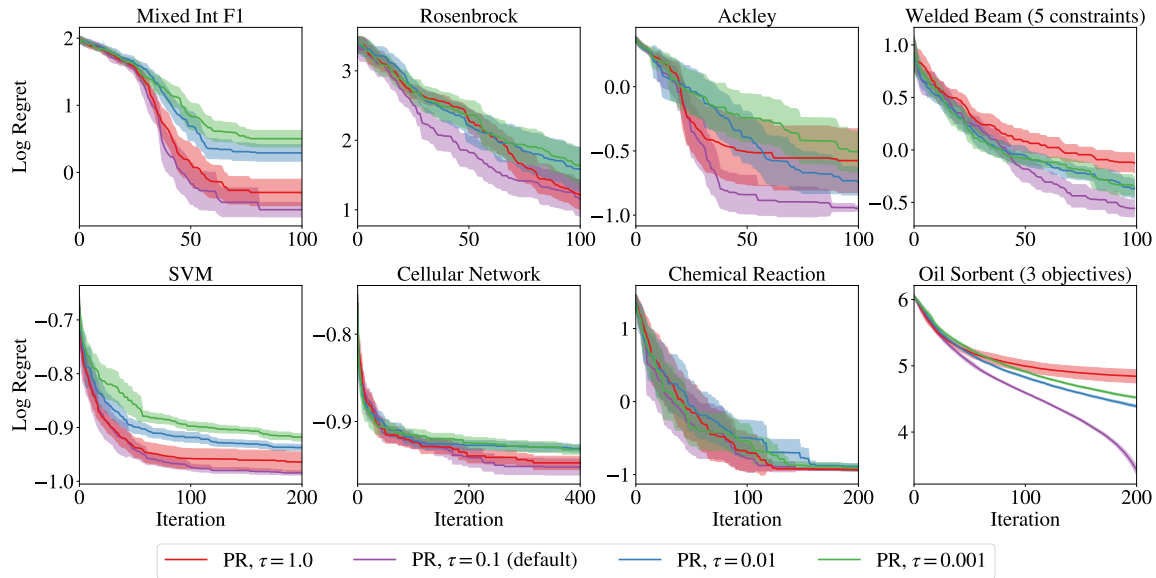 Mixed Int F1
Rosenbrock
Ackley
Welded Beam (5 constraints)
Log Regret
2
1
0
0
50
100
3
2
1
0
50
100
0.0
−0.5
−1.0
0
50
100
1.0
0.5
0.0
−0.5
0
50
100
SVM
Cellular Network
Chemical Reaction
Oil Sorbent (3 objectives)
Log Regret
−0.7
−0.8
−0.9
−1.0
0
100
200
−0.8
−0.9
0
200
400
1
0
−1
0
100
200
6
5
4
0
100
200
Iteration
Iteration
Iteration
Iteration
PR, τ=1.0
PR, τ=0.1 (default)
PR, τ=0.01
PR, τ=0.001